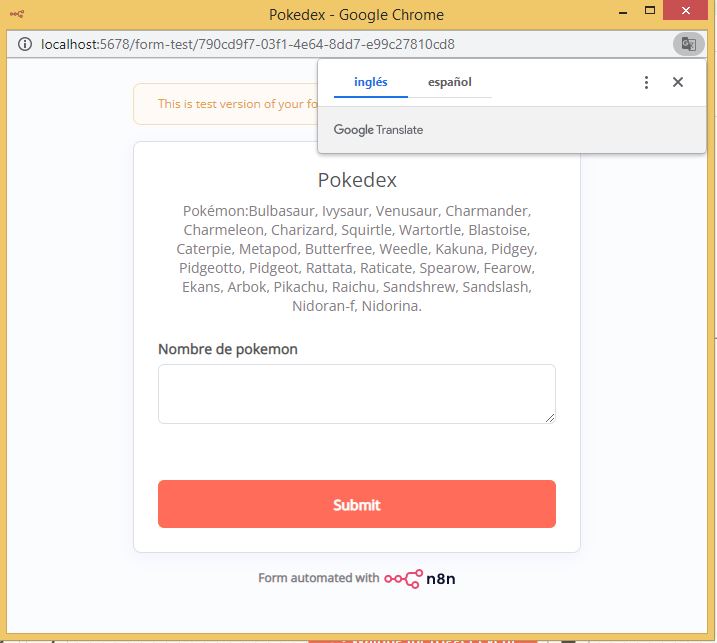 Pokedex - Google Chrome
localhost:5678/form-test/790cd9f7-03f1-4e64-8dd7-e99c27810cd8
inglés español
Google Translate
This is test version of your fo
Pokedex
Pokémon:Bulbasaur, Ivysaur, Venusaur, Charmander,
Charmeleon, Charizard, Squirtle, Wartortle, Blastoise,
Caterpie, Metapod, Butterfree, Weedle, Kakuna, Pidgey,
Pidgeotto, Pidgeot, Rattata, Raticate, Spearow, Fearow,
Ekans, Arbok, Pikachu, Raichu, Sandshrew, Sandslash,
Nidoran-f, Nidorina.
Nombre de pokemon
Submit
Form automated with n8n